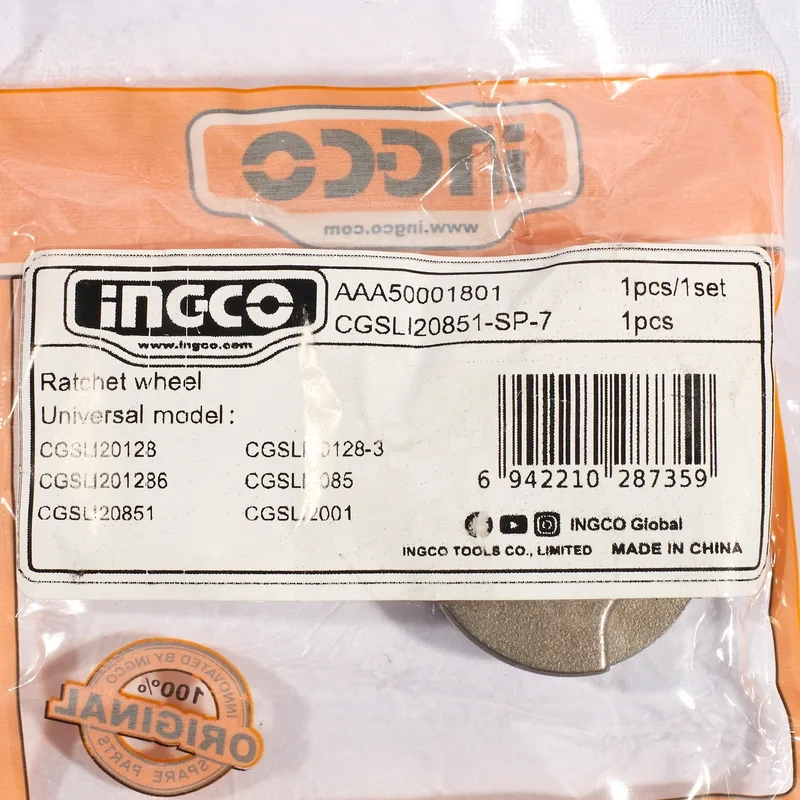 INGCO
www.ingco.com
INGCO
www.ingco.com
AAA50001801 1pcs/1set
CGSLI20851-SP-7 1pcs
Ratchet wheel
Universal model:
CGSLI20128
CGSLI201286
CGSLI20851
6 942210 287359
INGCO Global
INGCO TOOLS CO., LIMITED MADE IN CHINA
INNOVATED BY INGCO
100%
ORIGINAL
SPARE PARTS